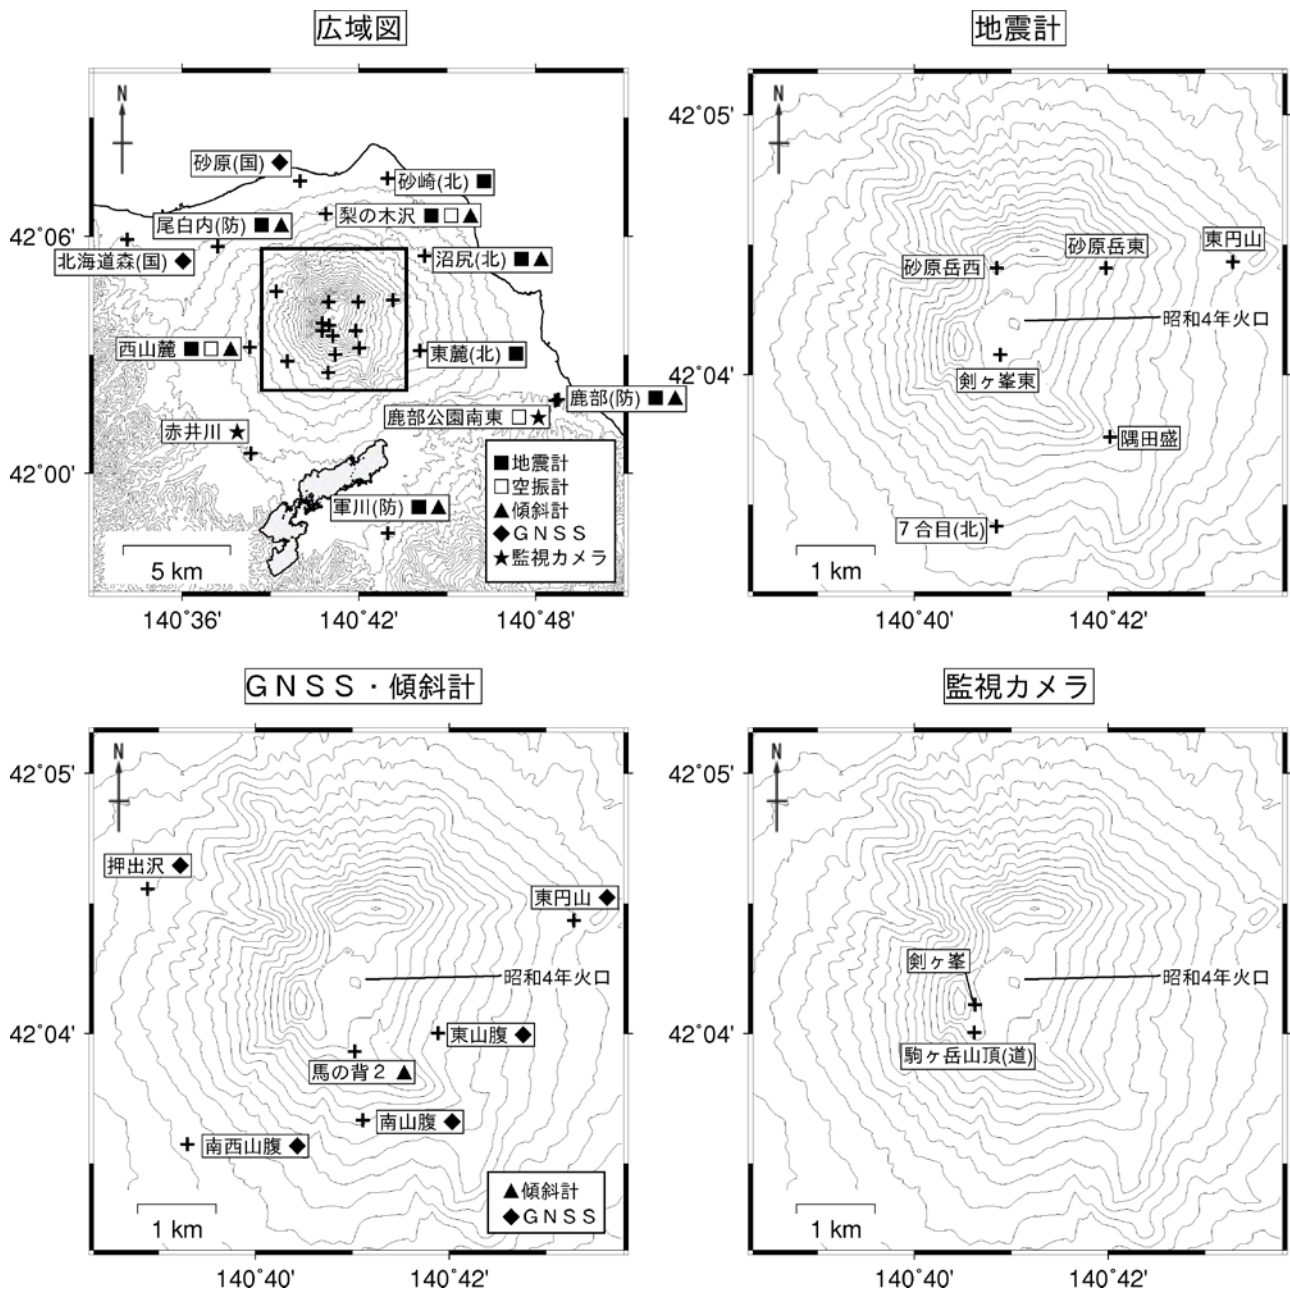 広域図
N
砂原(国)◆
砂崎(北)■
梨の木沢■□▲
尾白内(防)■▲
42˚06'
北海道森(国)◆
沼尻(北)■▲
西山麓■□▲
東麓(北)■
鹿部(防)■▲
鹿部公園南東□★
赤井川★
42˚00'
軍川(防)■▲
■地震計
□空振計
▲傾斜計
◆GNSS
★監視カメラ
5 km
140˚36' 140˚42' 140˚48'
地震計
N
42˚05'
東円山
砂原岳東
砂原岳西
昭和4年火口
42˚04'
剣ヶ峯東
隅田盛
7合目(北)
1 km
140˚40' 140˚42'
GNSS・傾斜計
N
42˚05'
押出沢◆
東円山◆
昭和4年火口
42˚04'
東山腹◆
馬の背2▲
南山腹◆
南西山腹◆
▲傾斜計
◆GNSS
1 km
140˚40' 140˚42'
監視カメラ
N
42˚05'
剣ヶ峯
昭和4年火口
42˚04'
駒ヶ岳山頂(道)
1 km
140˚40' 140˚42'